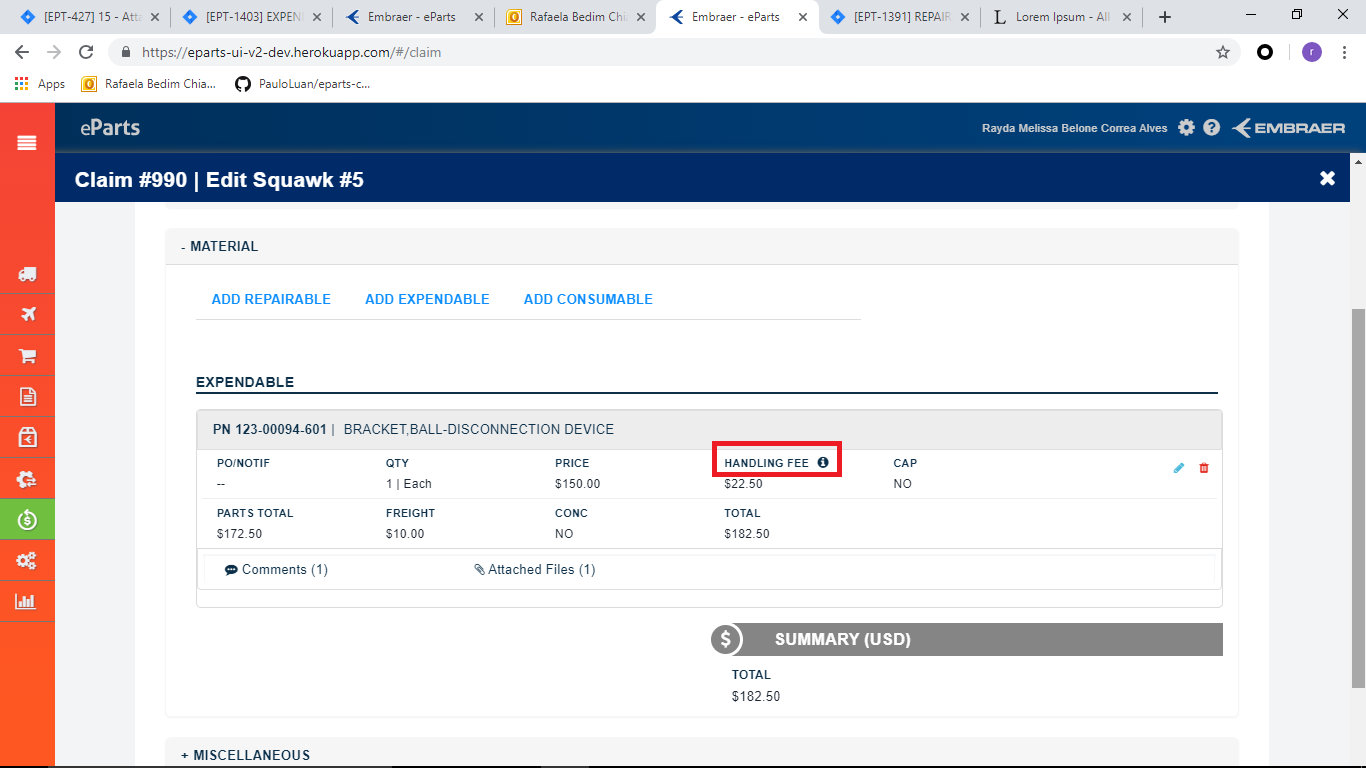 [EPT-427] 15 - Atta
[EPT-1403] EXPEN
Embraer - eParts
Rafaela Bedim Chia
Embraer - eParts
[EPT-1391] REPAIR
Lorem Ipsum - All
https://eparts-ui-v2-dev.herokuapp.com/#/claim
r
Apps
Rafaela Bedim Chia...
PauloLuan/eparts-c...
eParts
Rayda Melissa Belone Correa Alves
EMBRAER
Claim #990 | Edit Squawk #5
- MATERIAL
ADD REPAIRABLE ADD EXPENDABLE ADD CONSUMABLE
EXPENDABLE
PN 123-00094-601 | BRACKET,BALL-DISCONNECTION DEVICE
PO/NOTIF QTY PRICE HANDLING FEE CAP
-- 1 | Each $150.00 $22.50 NO
PARTS TOTAL FREIGHT CONC TOTAL
$172.50 $10.00 NO $182.50
Comments (1) Attached Files (1)
$ SUMMARY (USD)
TOTAL
$182.50
+ MISCELLANEOUS